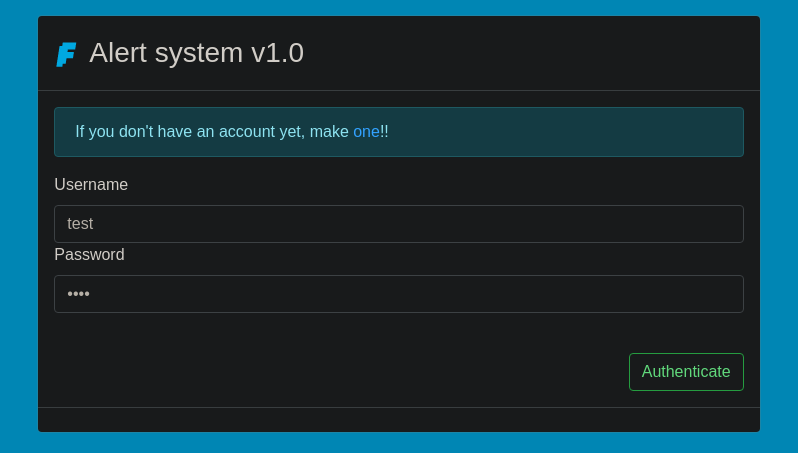 F Alert system v1.0
If you don't have an account yet, make one!!
Username
test
Password
••••
Authenticate